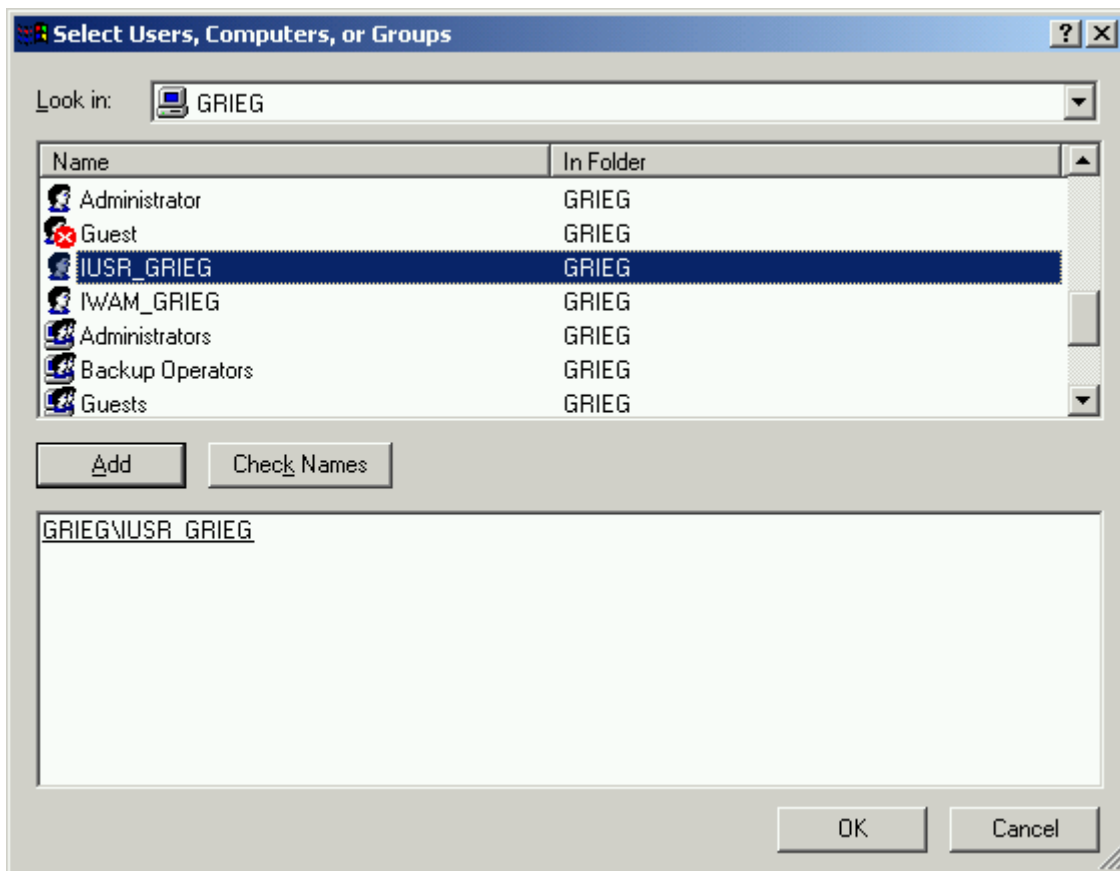 Select Users, Computers, or Groups
Look in: GRIEG
Name In Folder
Administrator GRIEG
Guest GRIEG
IUSR_GRIEG GRIEG
IWAM_GRIEG GRIEG
Administrators GRIEG
Backup Operators GRIEG
Guests GRIEG
Add Check Names
GRIEG\IUSR_GRIEG
OK Cancel